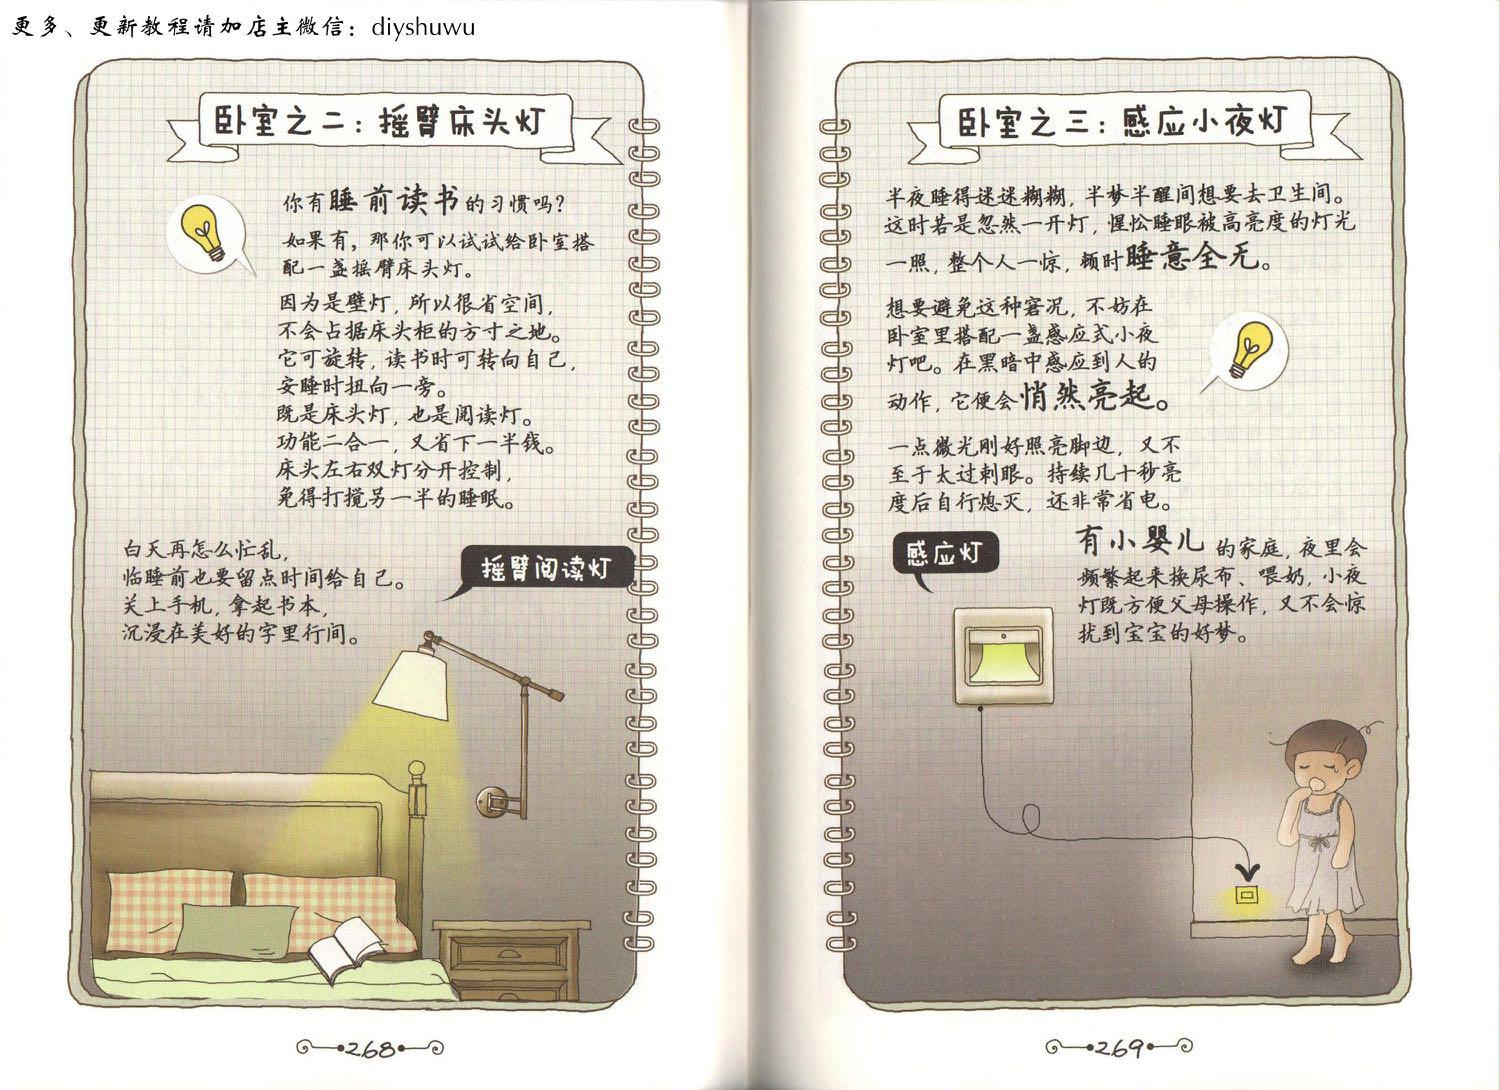 更多、更新教程请加店主微信：diyshuwu
卧室之二：摇臂床头灯
你有睡前读书的习惯吗？
如果有，那你可以试试给卧室搭
配一盏摇臂床头灯。
因为是壁灯，所以很省空间，
不会占据床头柜的方寸之地。
它可旋转，读书时可转向自己，
安睡时扭向一旁。
既是床头灯，也是阅读灯。
功能二合一，又省下一半钱。
床头左右双灯分开控制，
免得打搅另一半的睡眠。
白天再怎么忙乱，
临睡前也要留点时间给自己。
关上手机，拿起书本，
沉浸在美好的字里行间。
摇臂阅读灯
268
卧室之三：感应小夜灯
半夜睡得迷迷糊糊，半梦半醒间想要去卫生间。
这时若是忽然一开灯，惺忪睡眼被高亮度的灯光
一照，整个人一惊，顿时睡意全无。
想要避免这种窘况，不妨在
卧室里搭配一盏感应式小夜
灯吧。在黑暗中感应到人的
动作，它便会悄然亮起。
一点微光刚好照亮脚边，又不
至于太过刺眼。持续几十秒亮
度后自行熄灭，还非常省电。
感应灯
有小婴儿的家庭，夜里会
频繁起来换尿布、喂奶，小夜
灯既方便父母操作，又不会惊
扰到宝宝的好梦。
269